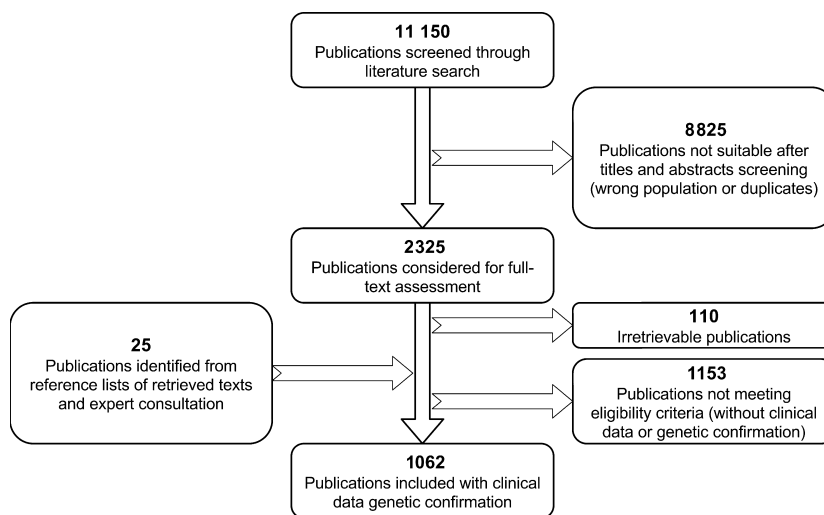 11 150
Publications screened through
literature search
8825
Publications not suitable after
titles and abstracts screening
(wrong population or duplicates)
2325
Publications considered for full-
text assessment
110
Irretrievable publications
25
Publications identified from
reference lists of retrieved texts
and expert consultation
1153
Publications not meeting
eligibility criteria (without clinical
data or genetic confirmation)
1062
Publications included with clinical
data genetic confirmation